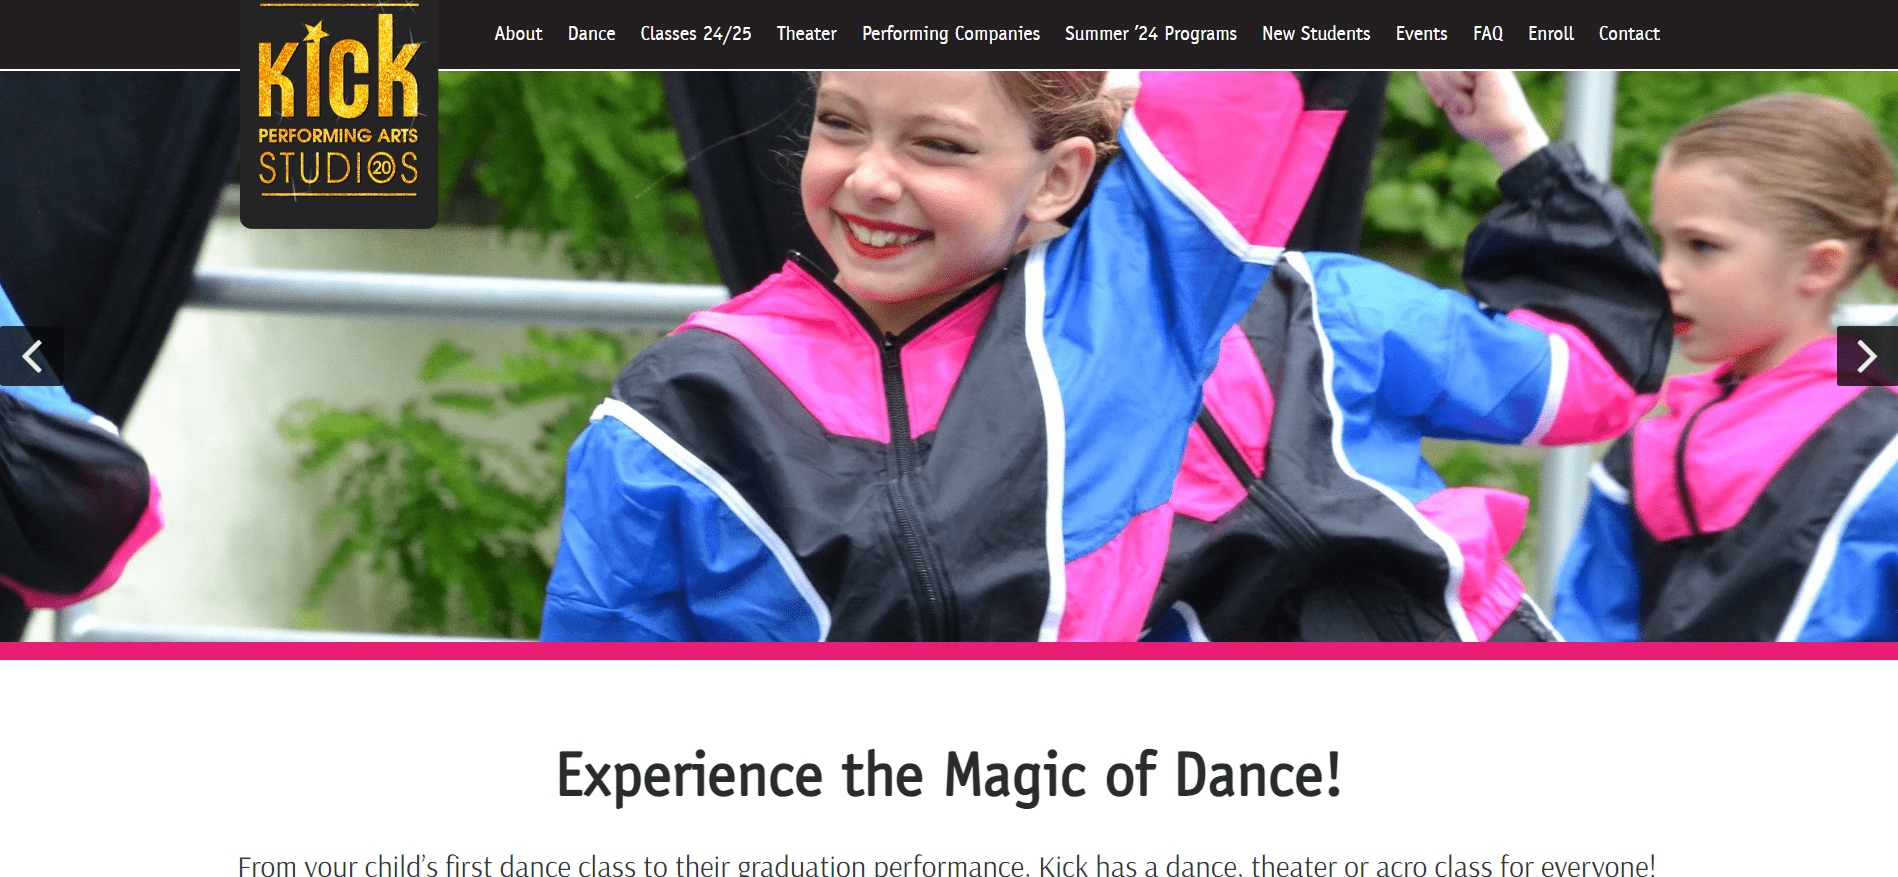 KICK
PERFORMING ARTS
STUDIOS
20
About Dance Classes 24/25 Theater Performing Companies Summer ’24 Programs New Students Events FAQ Enroll Contact
Experience the Magic of Dance!
From your child’s first dance class to their graduation performance, Kick has a dance, theater or acro class for everyone!